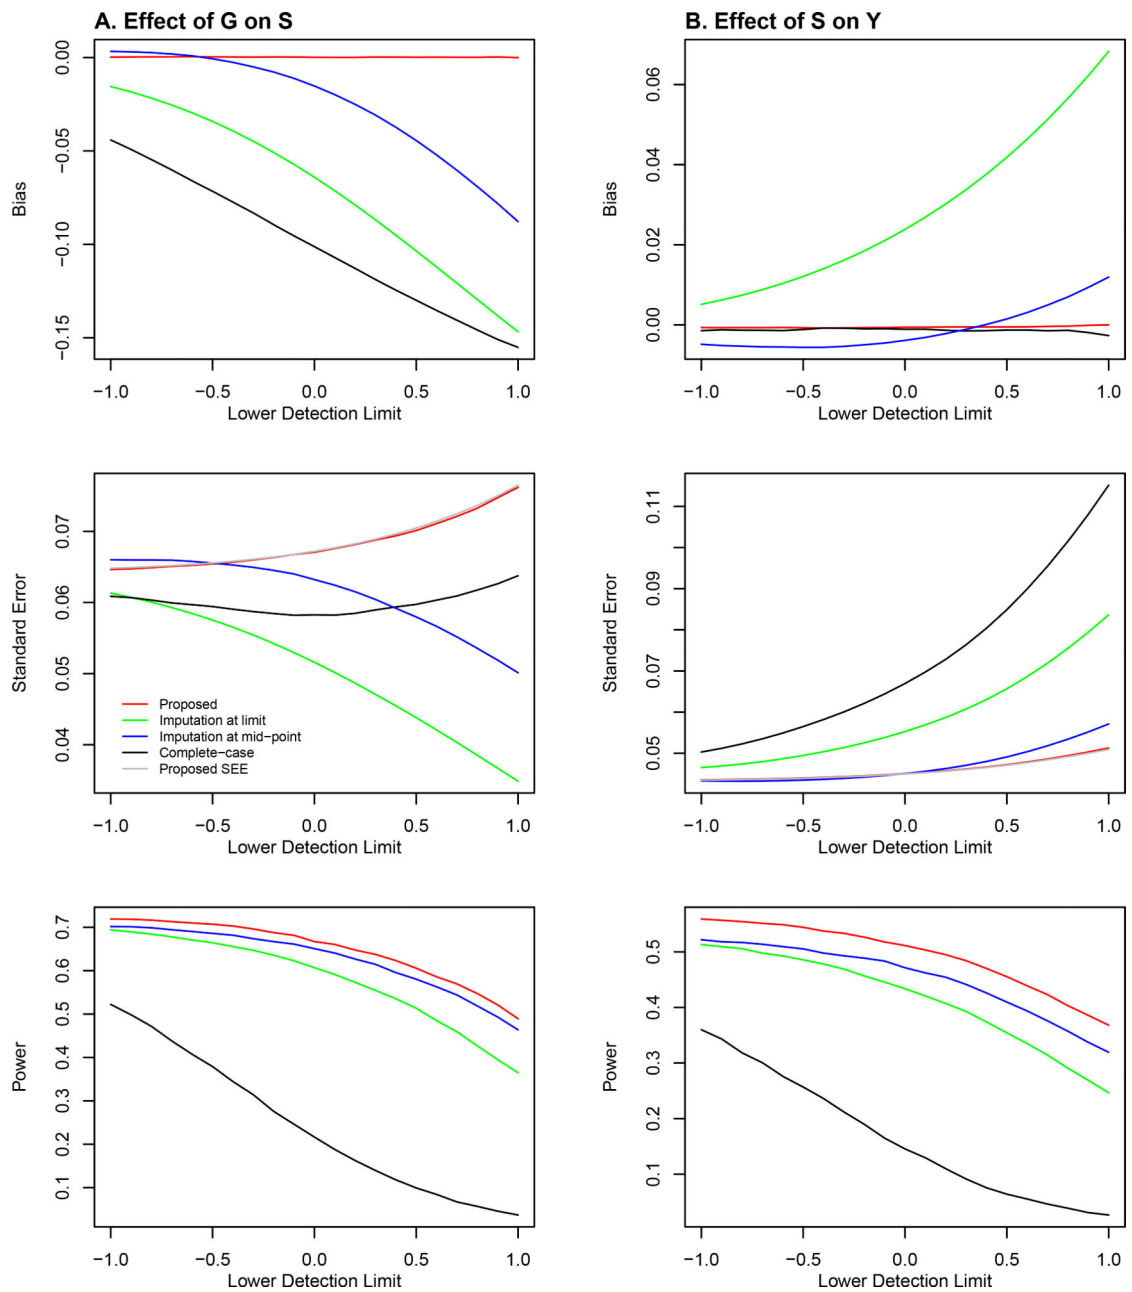 A. Effect of G on S
B. Effect of S on Y
Bias
0.00
−0.05
−0.10
−0.15
−1.0 −0.5 0.0 0.5 1.0
Lower Detection Limit
Bias
0.06
0.04
0.02
0.00
−1.0 −0.5 0.0 0.5 1.0
Lower Detection Limit
Standard Error
0.07
0.06
0.05
0.04
Proposed
Imputation at limit
Imputation at mid−point
Complete−case
Proposed SEE
−1.0 −0.5 0.0 0.5 1.0
Lower Detection Limit
Standard Error
0.11
0.09
0.07
0.05
−1.0 −0.5 0.0 0.5 1.0
Lower Detection Limit
Power
0.7
0.6
0.5
0.4
0.3
0.2
0.1
−1.0 −0.5 0.0 0.5 1.0
Lower Detection Limit
Power
0.5
0.4
0.3
0.2
0.1
−1.0 −0.5 0.0 0.5 1.0
Lower Detection Limit